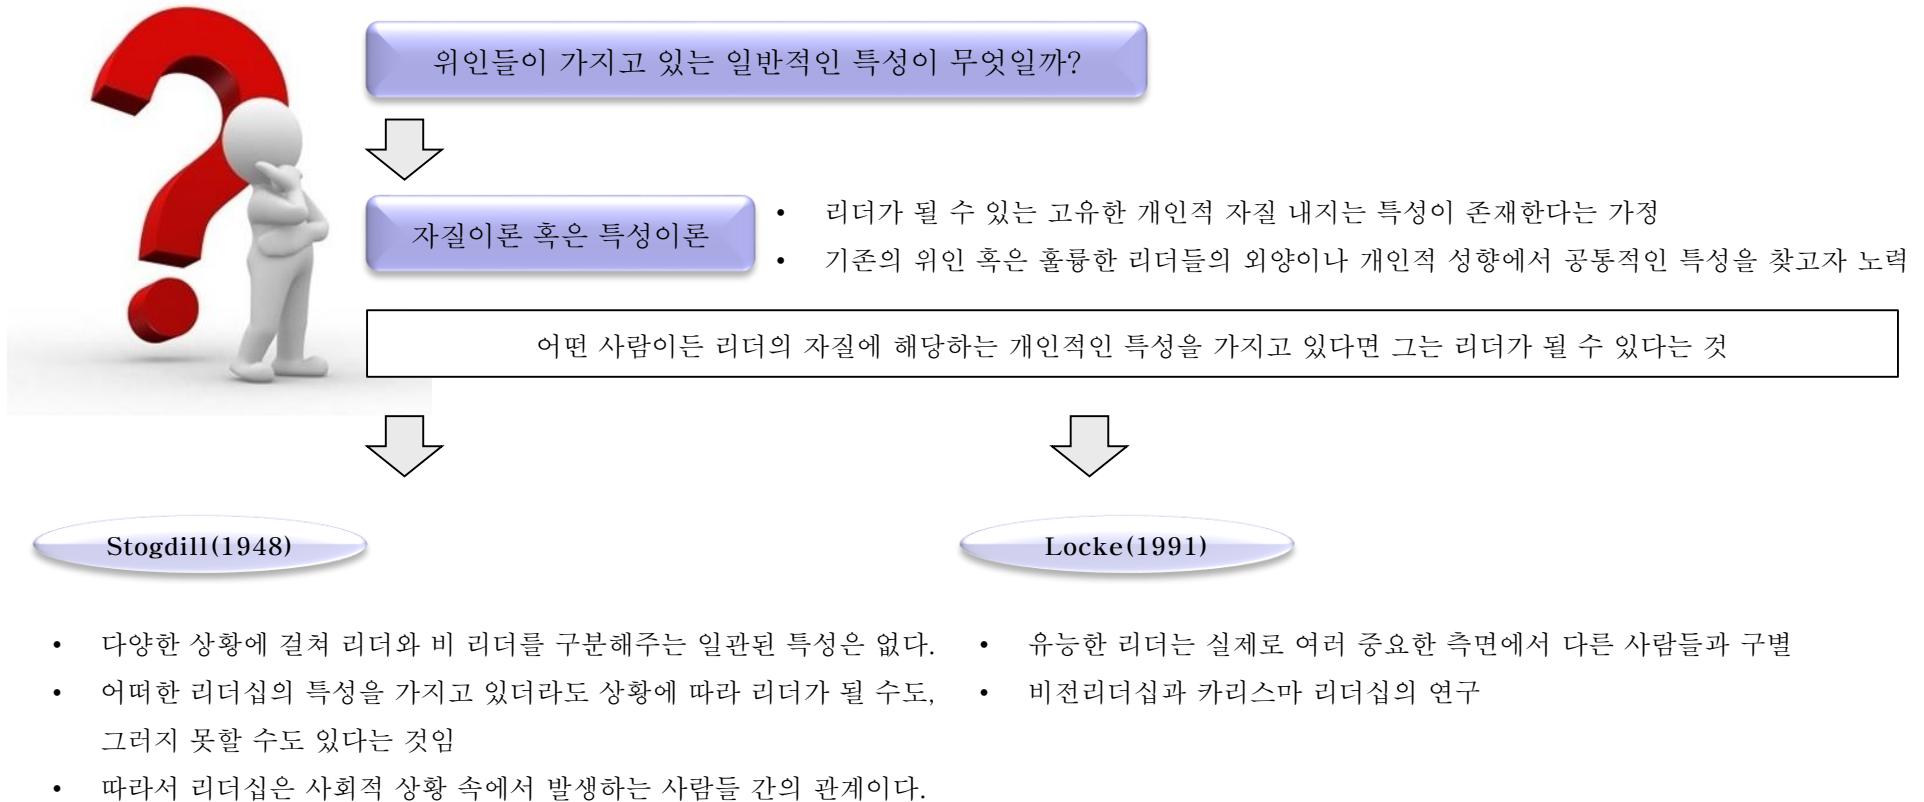 위인들이 가지고 있는 일반적인 특성이 무엇일까?
자질이론 혹은 특성이론
• 리더가 될 수 있는 고유한 개인적 자질 내지는 특성이 존재한다는 가정
• 기존의 위인 혹은 훌륭한 리더들의 외양이나 개인적 성향에서 공통적인 특성을 찾고자 노력
어떤 사람이든 리더의 자질에 해당하는 개인적인 특성을 가지고 있다면 그는 리더가 될 수 있다는 것
Stogdill(1948)
• 다양한 상황에 걸쳐 리더와 비 리더를 구분해주는 일관된 특성은 없다.
• 어떠한 리더십의 특성을 가지고 있더라도 상황에 따라 리더가 될 수도,
그러지 못할 수도 있다는 것임
• 따라서 리더십은 사회적 상황 속에서 발생하는 사람들 간의 관계이다.
Locke(1991)
• 유능한 리더는 실제로 여러 중요한 측면에서 다른 사람들과 구별
• 비전리더십과 카리스마 리더십의 연구